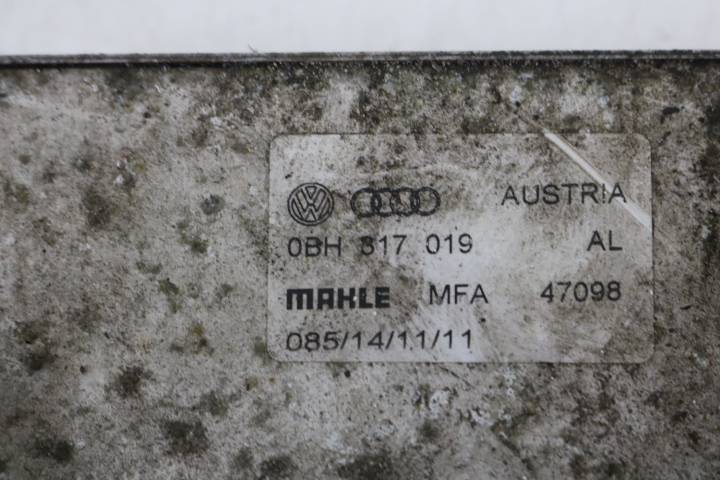 AUSTRIA
0BH 317 019 AL
MAHLE MFA 47098
085/14/11/11